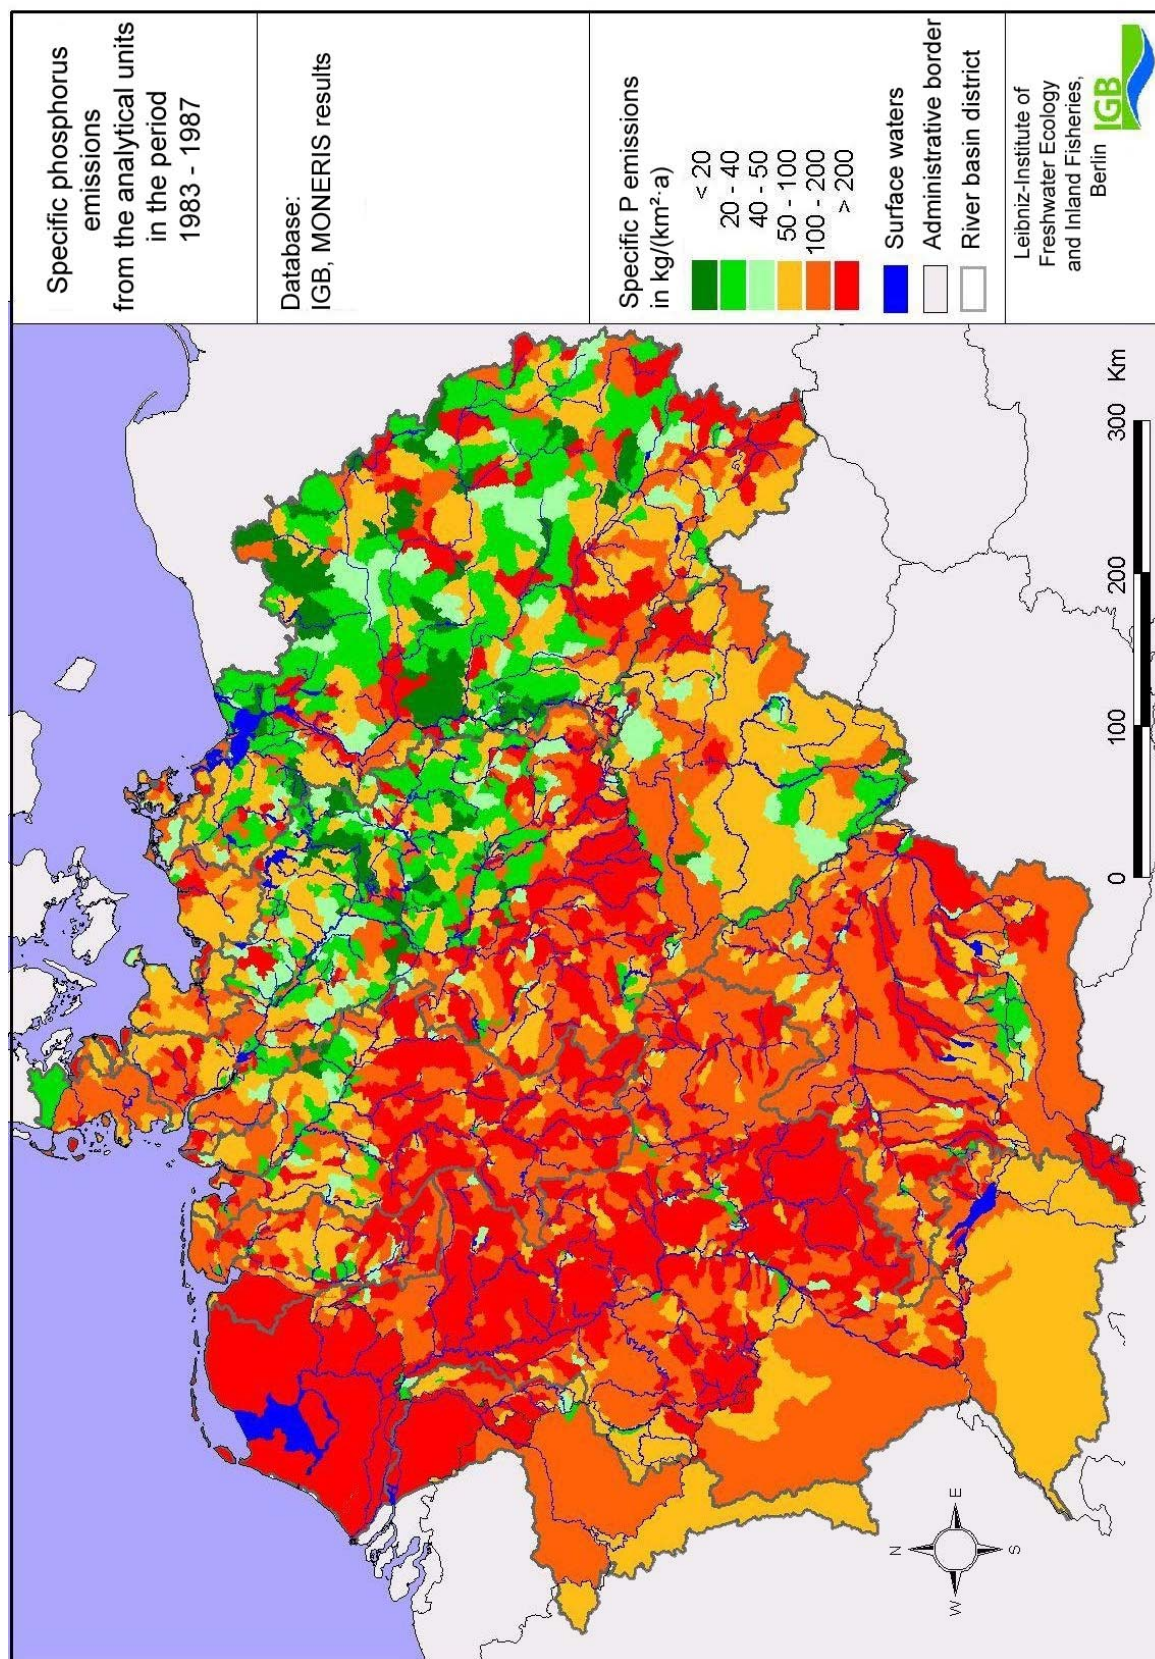 Specific phosphorus
emissions
from the analytical units
in the period
1983 - 1987
Database:
IGB, MONERIS results
Specific P emissions
in kg/(km²·a)
< 20
20 - 40
40 - 50
50 - 100
100 - 200
> 200
Surface waters
Administrative border
River basin district
Leibniz-Institute of
Freshwater Ecology
and Inland Fisheries,
Berlin
IGB
0 100 200 300 Km
N
W E
S